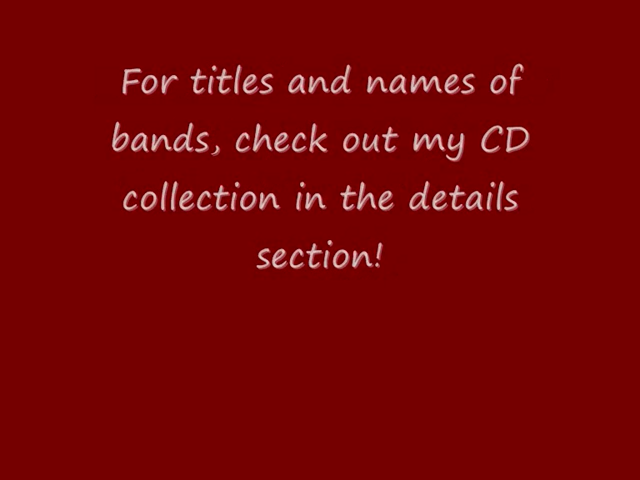 For titles and names of
bands, check out my CD
collection in the details
section!